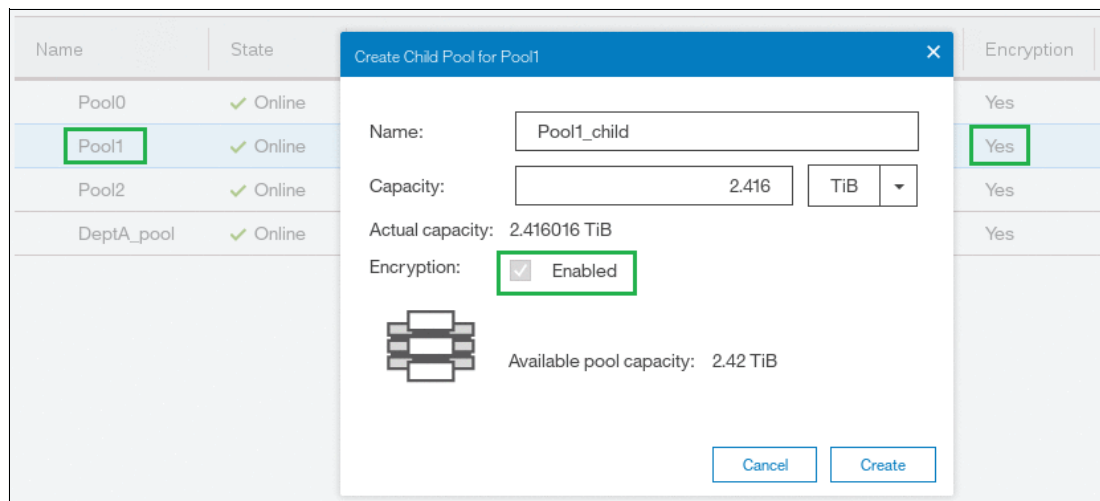 Name State Encryption
Create Child Pool for Pool1
Pool0 Online Yes
Name: Pool1_child
Pool1 Online Yes
Capacity: 2.416 TiB
Pool2 Online Yes
Actual capacity: 2.416016 TiB
DeptA_pool Online Yes
Encryption: Enabled
Available pool capacity: 2.42 TiB
Cancel Create